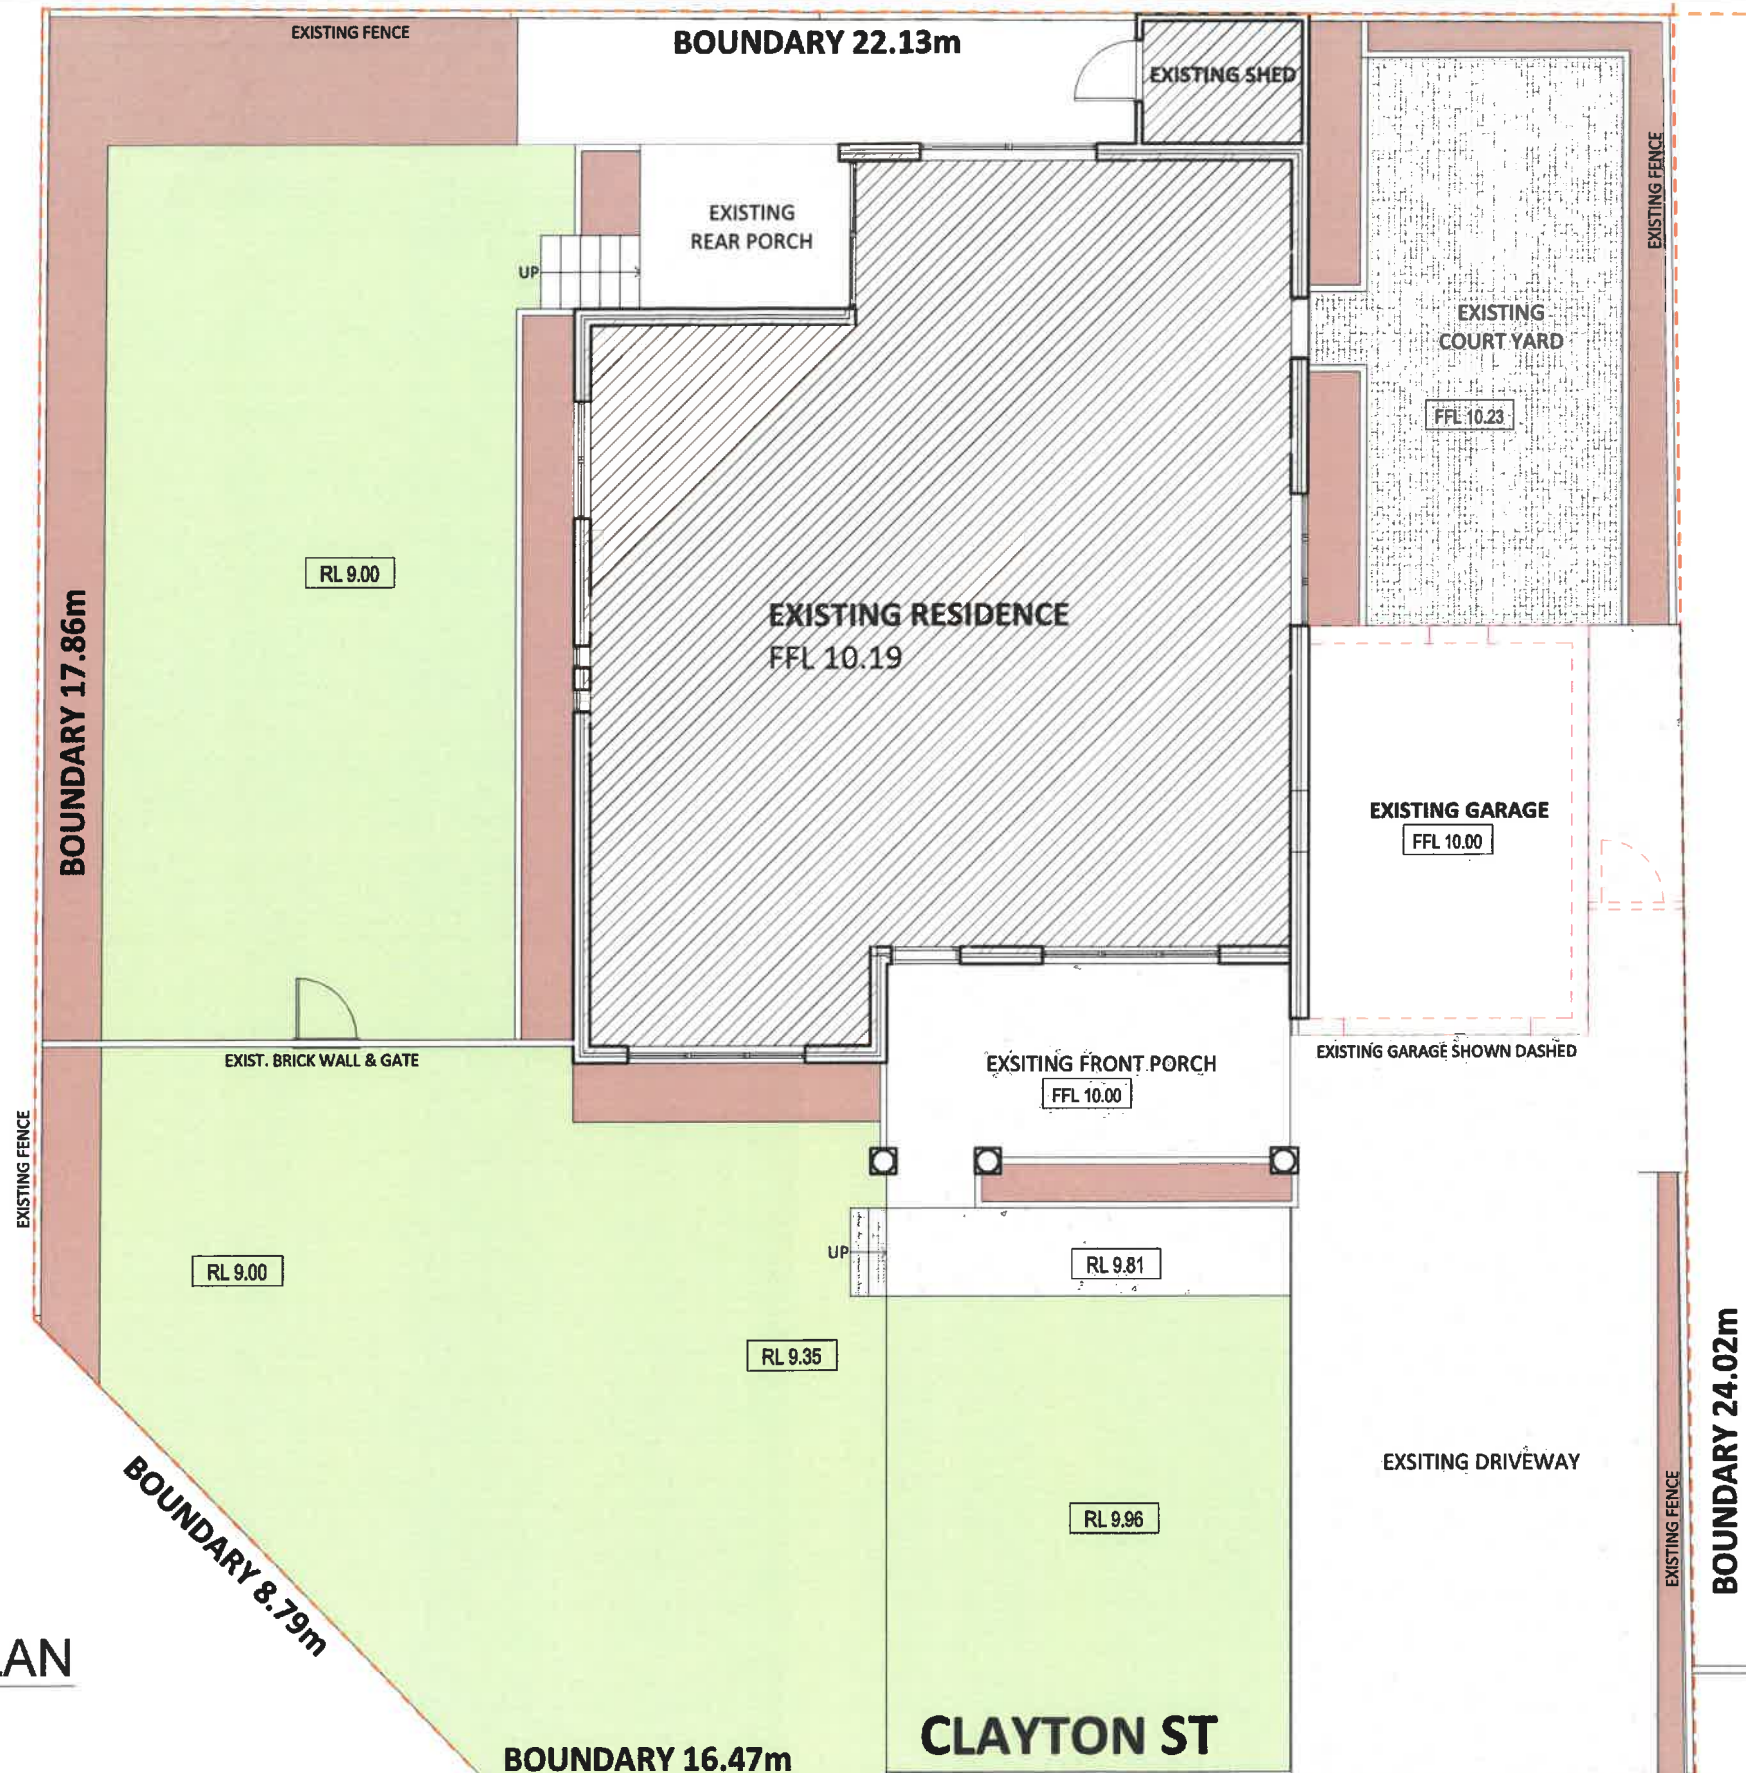 EXISTING FENCE
BOUNDARY 22.13m
EXISTING SHED
EXISTING FENCE
EXISTING
REAR PORCH
UP
EXISTING
COURT YARD
FFL 10.23
RL 9.00
BOUNDARY 17.86m
EXISTING RESIDENCE
FFL 10.19
EXISTING GARAGE
FFL 10.00
EXIST. BRICK WALL & GATE
EXSITING FRONT PORCH
FFL 10.00
EXISTING GARAGE SHOWN DASHED
EXISTING FENCE
RL 9.00
UP
RL 9.81
RL 9.35
BOUNDARY 24.02m
EXSITING DRIVEWAY
RL 9.96
EXISTING FENCE
BOUNDARY 8.79m
LAN
CLAYTON ST
BOUNDARY 16.47m